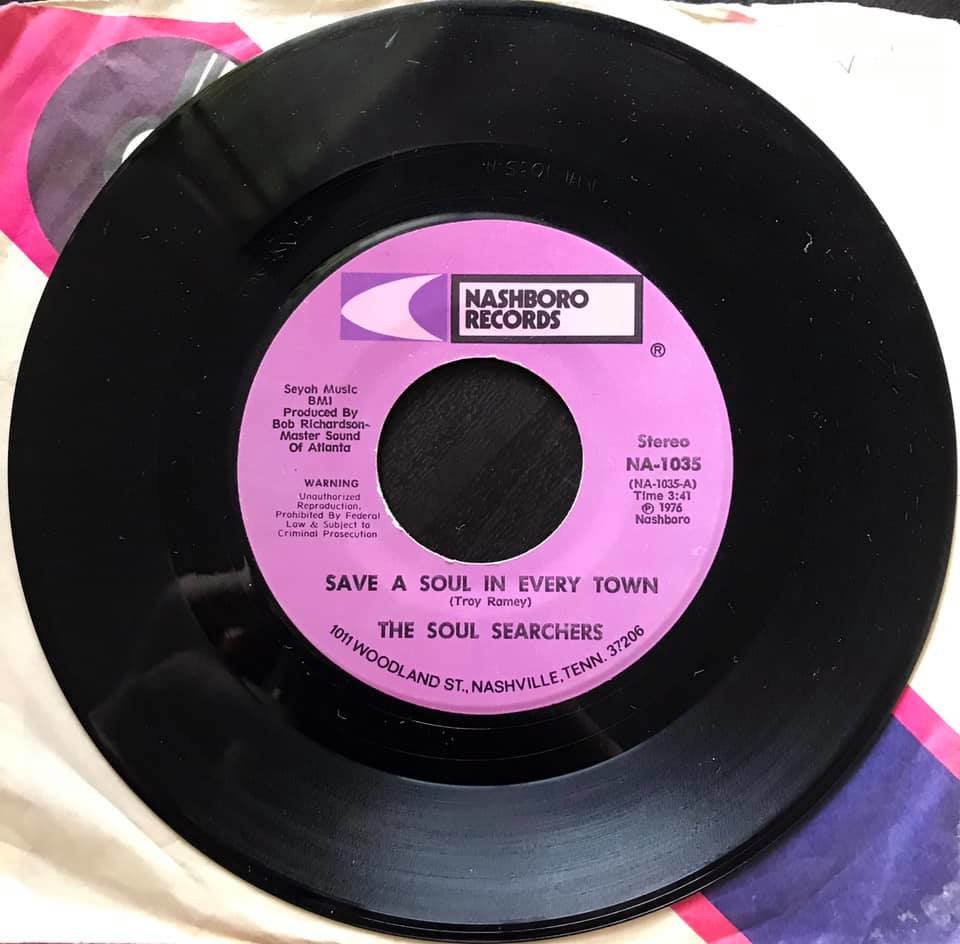 NASHBORO
RECORDS
®
Seyah Music
BMI
Produced By
Bob Richardson-
Master Sound
Of Atlanta
WARNING
Unauthorized
Reproduction,
Prohibited By Federal
Law & Subject to
Criminal Prosecution
Stereo
NA-1035
(NA-1035-A)
Time 3:41
℗ 1976
Nashboro
SAVE A SOUL IN EVERY TOWN
(Troy Ramey)
THE SOUL SEARCHERS
1011 WOODLAND ST., NASHVILLE, TENN. 37206